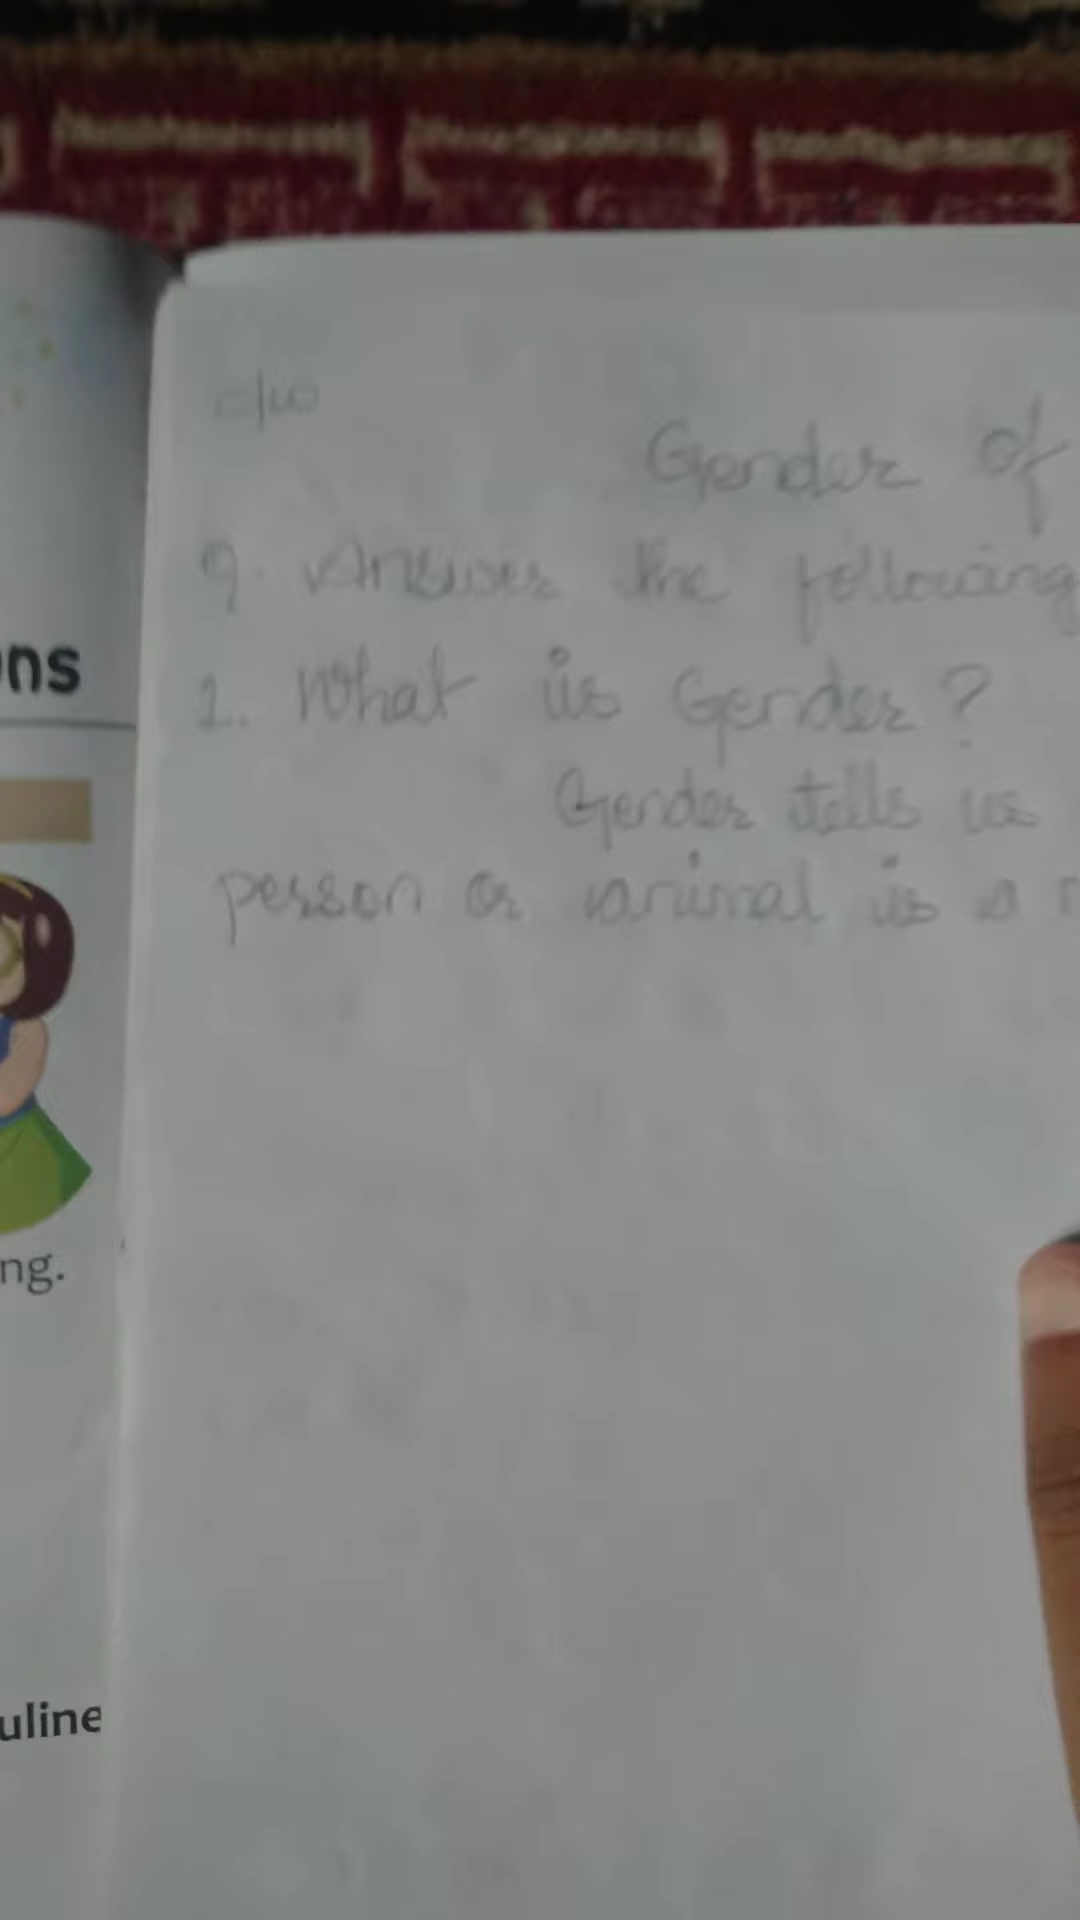 ns
ng.
uline
C/W
Gender of
Q. Answer the following
1. What is Gender?
Gender tells us
person or animal is a